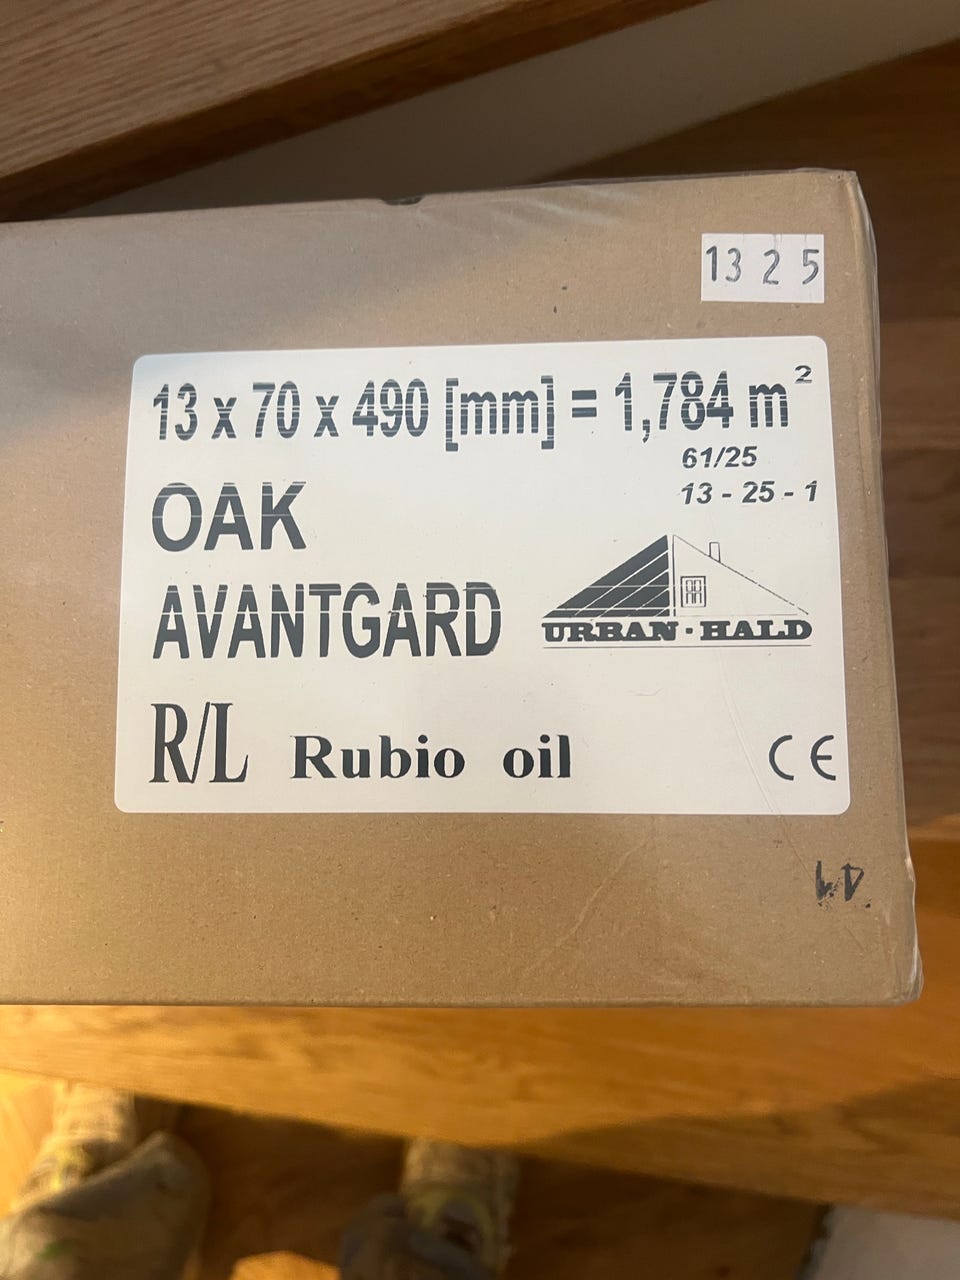 13 2 5
13 x 70 x 490 [mm] = 1,784 m²
61/25
13 - 25 - 1
OAK
AVANTGARD
URBAN·HALD
R/L Rubio oil
CE